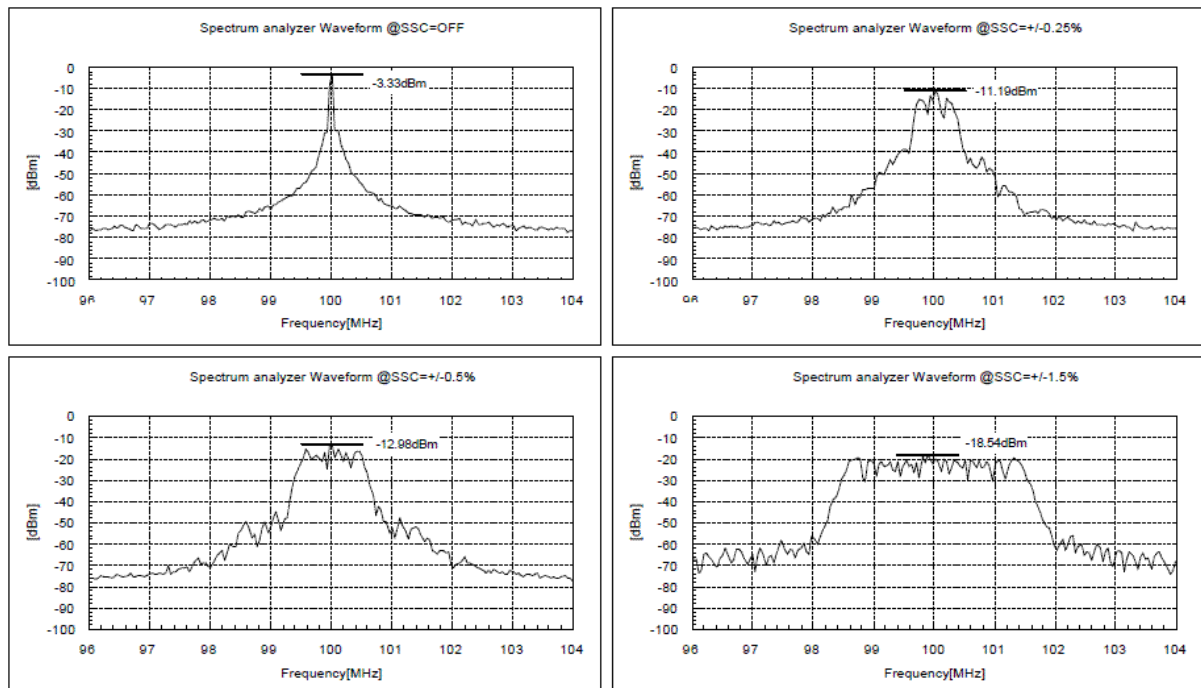 Spectrum analyzer Waveform @SSC=OFF
0
-10
-20
-30
-40
-50
-60
-70
-80
-90
-100
[dBm]
-3.33dBm
96 97 98 99 100 101 102 103 104
Frequency[MHz]
Spectrum analyzer Waveform @SSC=+/-0.25%
0
-10
-20
-30
-40
-50
-60
-70
-80
-90
-100
[dBm]
-11.19dBm
96 97 98 99 100 101 102 103 104
Frequency[MHz]
Spectrum analyzer Waveform @SSC=+/-0.5%
0
-10
-20
-30
-40
-50
-60
-70
-80
-90
-100
[dBm]
-12.98dBm
96 97 98 99 100 101 102 103 104
Frequency[MHz]
Spectrum analyzer Waveform @SSC=+/-1.5%
0
-10
-20
-30
-40
-50
-60
-70
-80
-90
-100
[dBm]
-18.54dBm
96 97 98 99 100 101 102 103 104
Frequency[MHz]